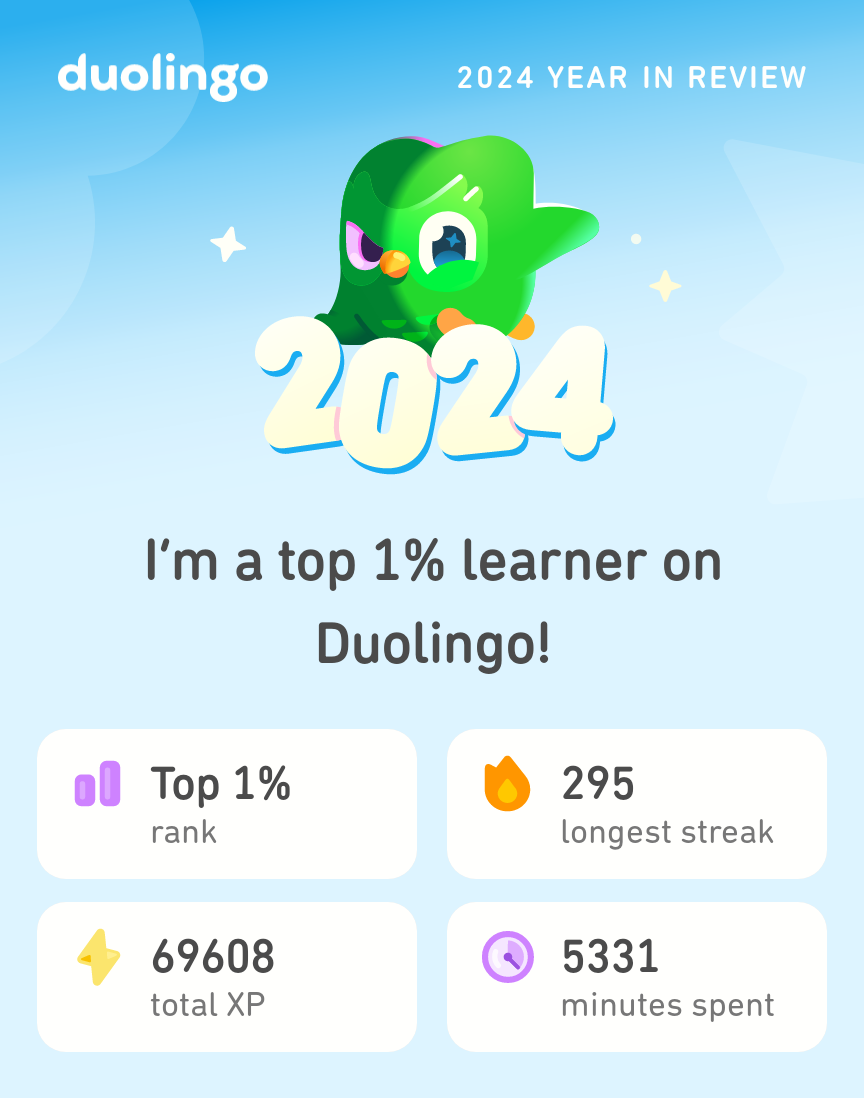 duolingo
2024 YEAR IN REVIEW
2024
I'm a top 1% learner on
Duolingo!
Top 1%
rank
295
longest streak
69608
total XP
5331
minutes spent